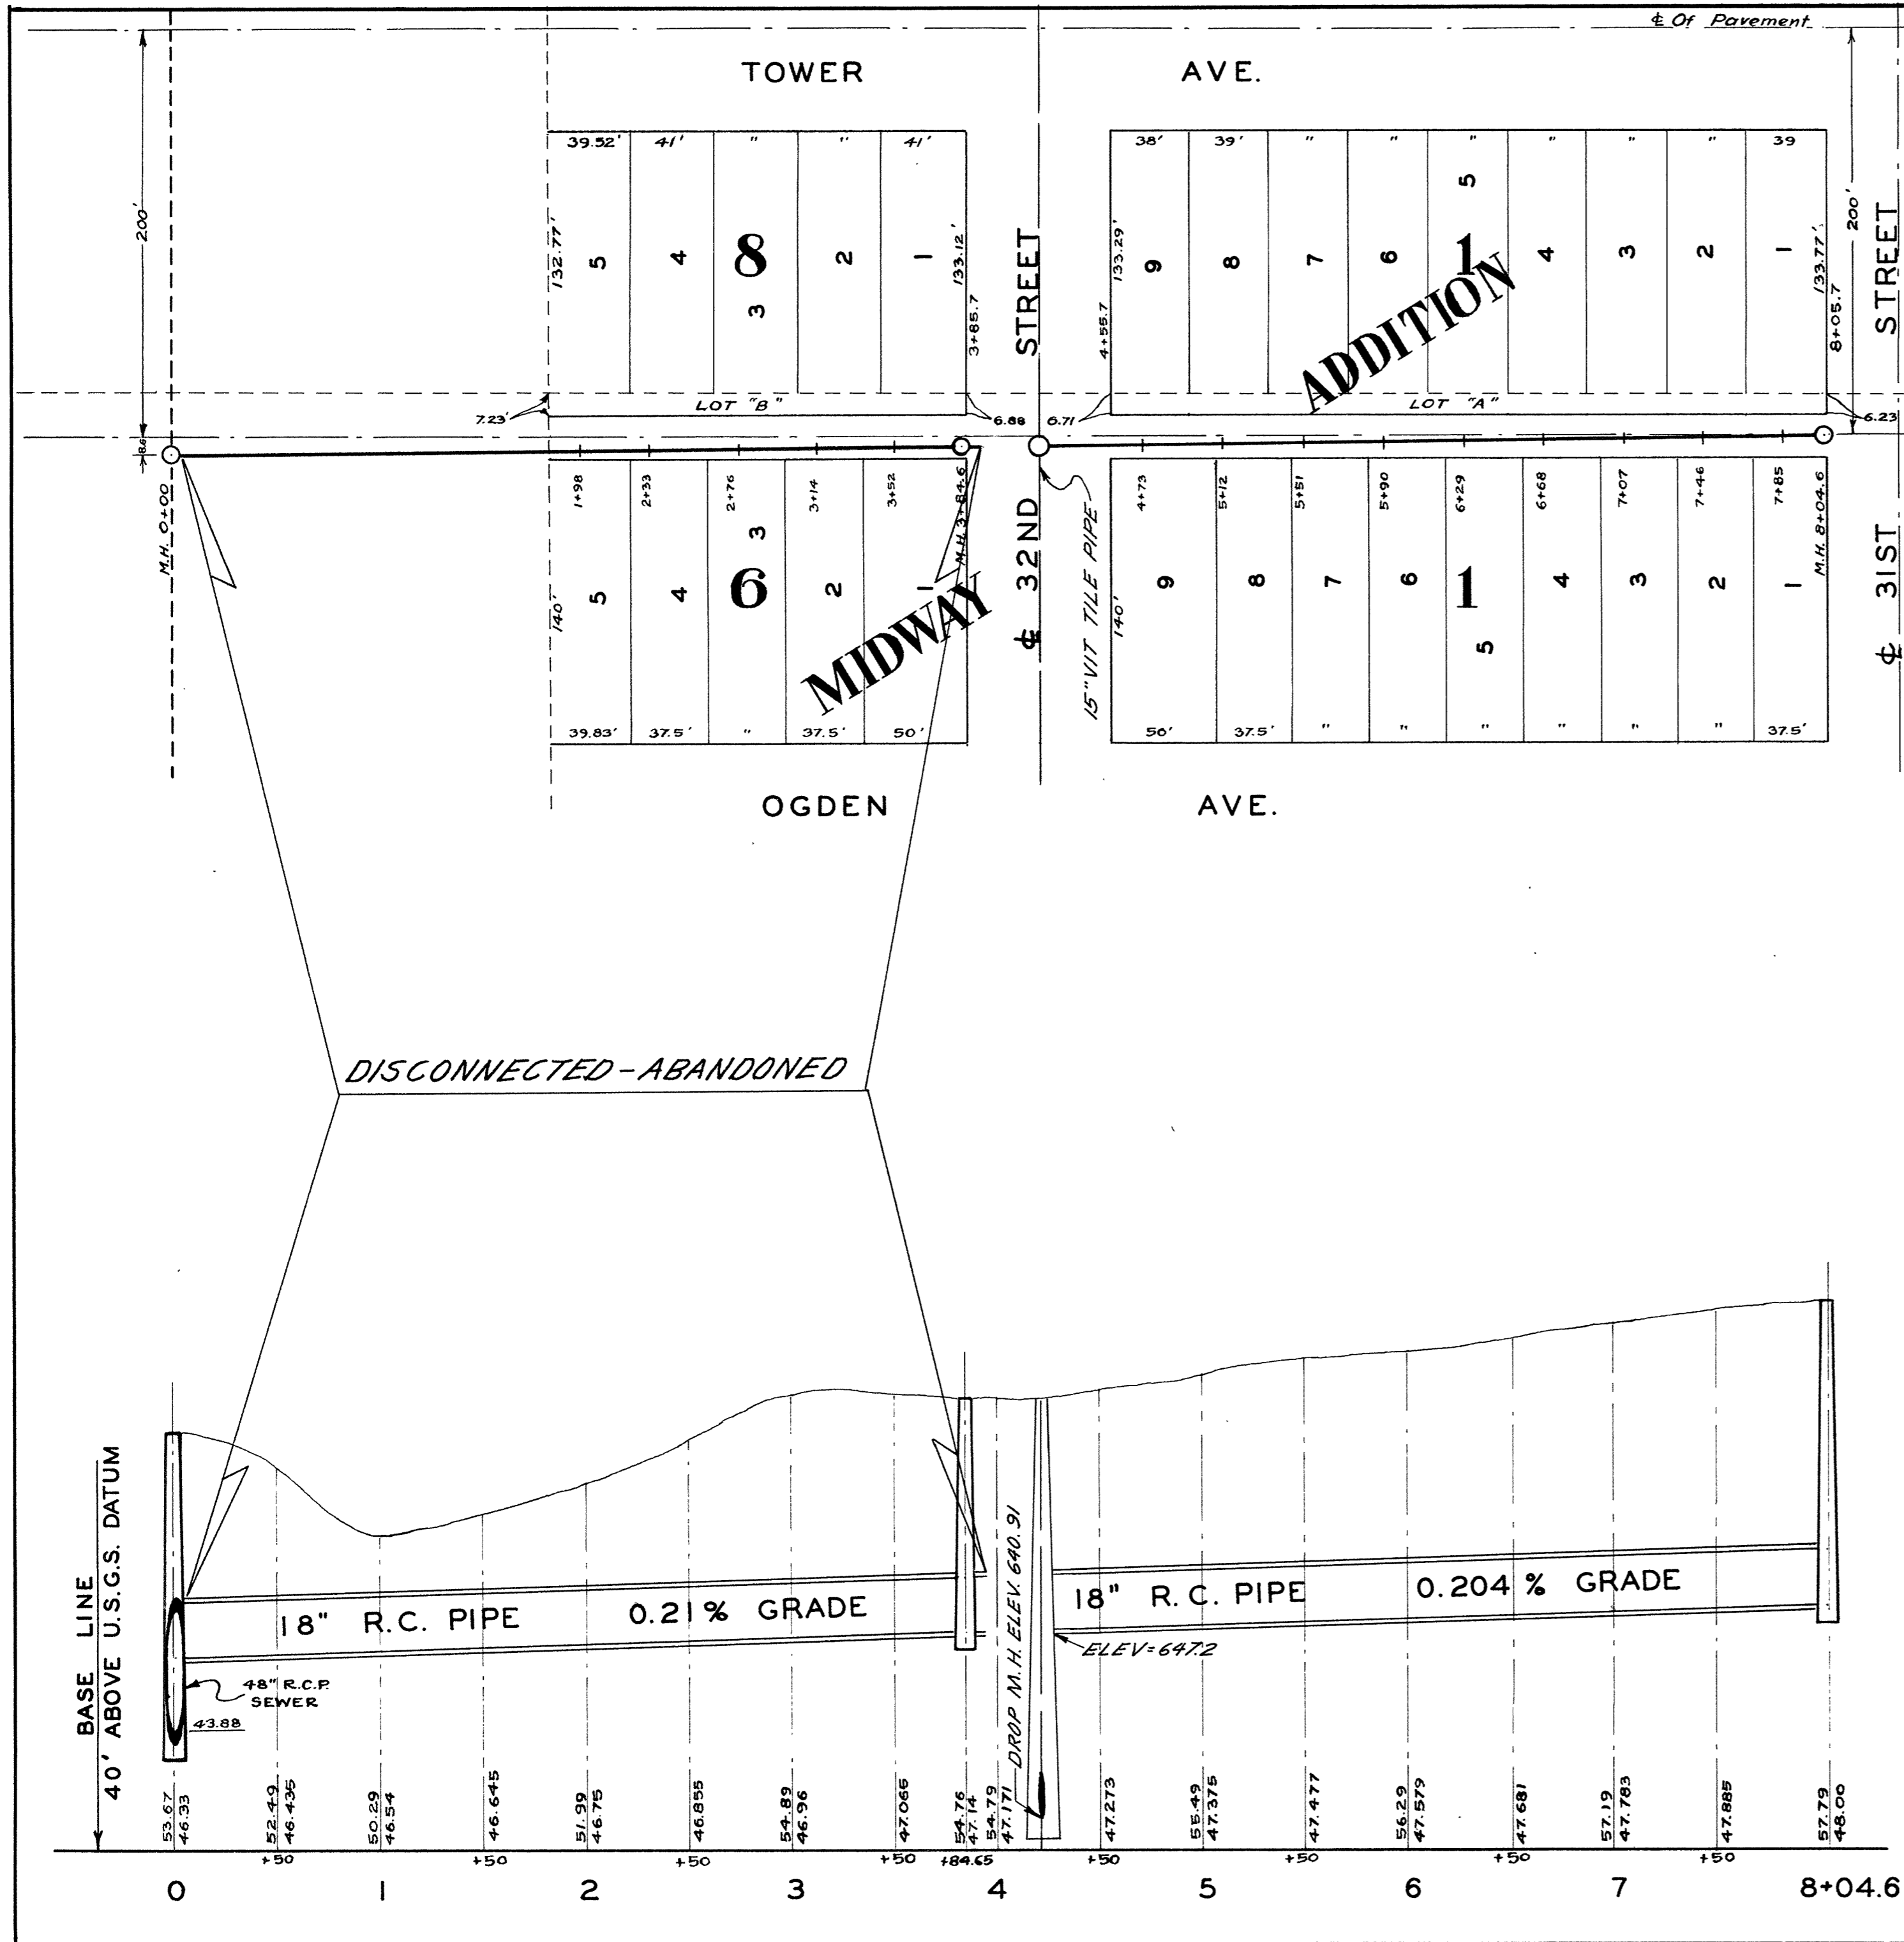 ℄ Of Pavement
TOWER AVE.
200'
39.52' 41' " " 41'
38' 39' " " " " " " 39
200'
132.77'
5 4 8 3 2 1
133.12'
3+85.7
STREET
4+55.7
133.29'
9 8 7 6 5 1 4 3 2 1
133.77'
8+05.7
STREET
ADDITION
LOT "B"
LOT "A"
7.23' 6.88 6.71 6.23
8.6
M.H. 0+00
1+98 2+33 2+76 3+14 3+52
M.H. 3+84.6
4+73 5+12 5+51 5+90 6+29 6+68 7+07 7+46 7+85
M.H. 8+04.6
140'
5 4 6 3 2 1
MIDWAY
℄ 32ND
15" VIT TILE PIPE
140'
9 8 7 6 1 5 4 3 2 1
℄ 31ST
39.83' 37.5' " 37.5' 50'
50' 37.5' " " " " " " 37.5'
OGDEN AVE.
DISCONNECTED-ABANDONED
BASE LINE
40' ABOVE U.S.G.S. DATUM
18" R.C. PIPE 0.21% GRADE
18" R.C. PIPE 0.204% GRADE
48" R.C.P.
SEWER
43.88
DROP M.H. ELEV. 640.91
ELEV=647.2
53.67
46.33
52.49
46.435
50.29
46.54
46.645
51.99
46.75
46.855
54.89
46.96
47.066
54.76
47.14
54.79
47.171
47.273
55.49
47.375
47.477
56.29
47.579
47.681
57.19
47.783
47.885
57.79
48.00
+50 +50 +50 +50 +84.65 +50 +50 +50 +50
0 1 2 3 4 5 6 7 8+04.6